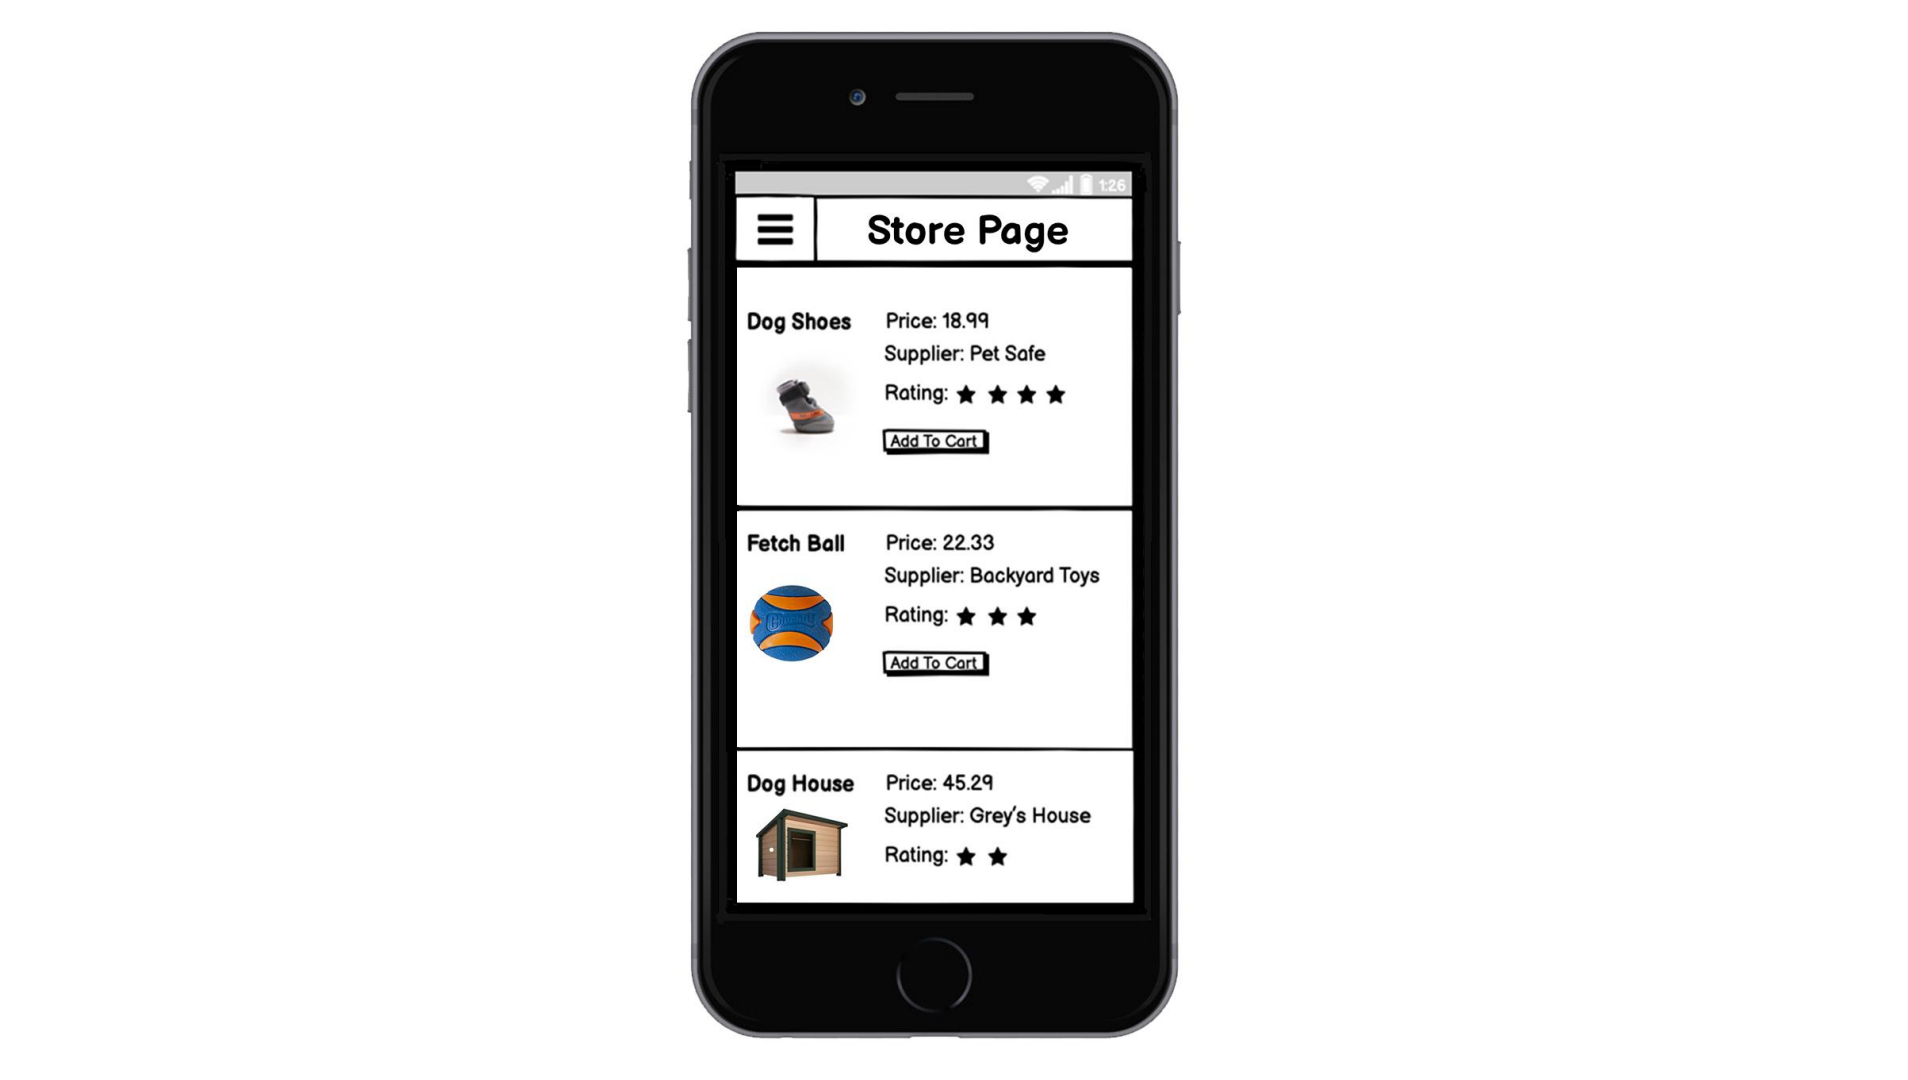 1:26
Store Page
Dog Shoes
Price: 18.99
Supplier: Pet Safe
Rating:
Add To Cart
Fetch Ball
Price: 22.33
Supplier: Backyard Toys
Rating:
Add To Cart
Dog House
Price: 45.29
Supplier: Grey's House
Rating: